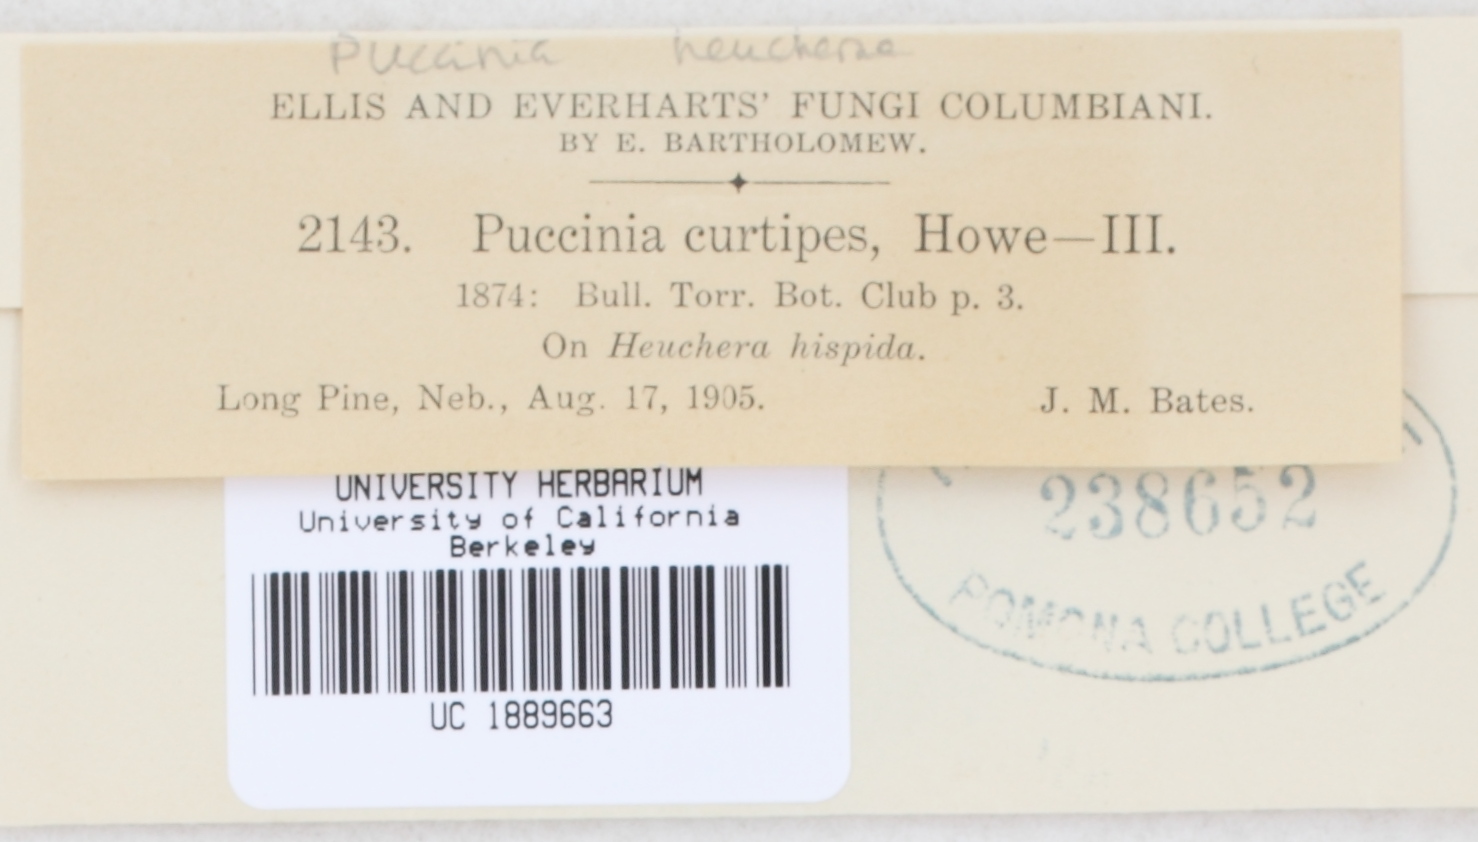 Puccinia heucherae
ELLIS AND EVERHARTS' FUNGI COLUMBIANI.
BY E. BARTHOLOMEW.
2143. Puccinia curtipes, Howe—III.
1874: Bull. Torr. Bot. Club p. 3.
On Heuchera hispida.
Long Pine, Neb., Aug. 17, 1905. J. M. Bates.
UNIVERSITY HERBARIUM
University of California
Berkeley
UC 1889663
238652
POMONA COLLEGE